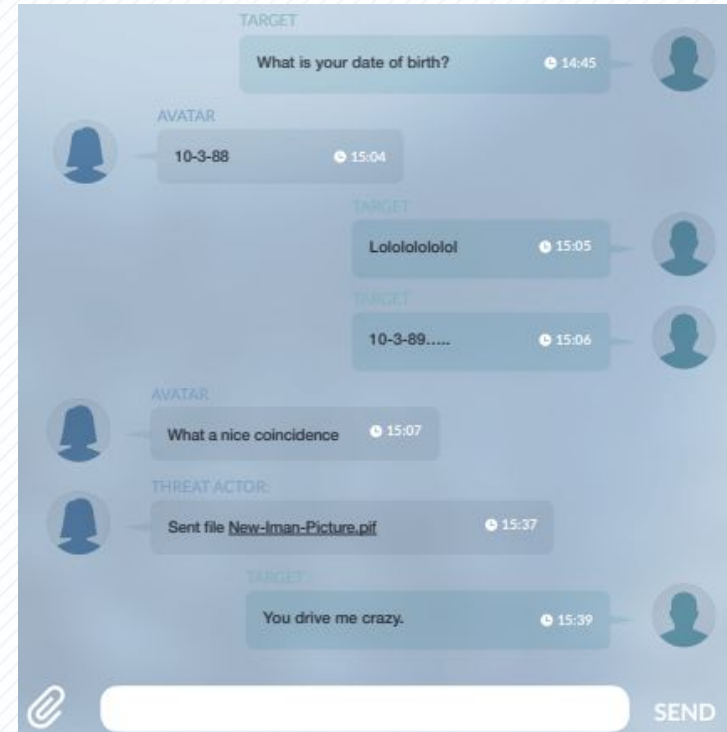 TARGET
What is your date of birth? 14:45
AVATAR
10-3-88 15:04
TARGET
Lolololololol 15:05
TARGET
10-3-89..... 15:06
AVATAR
What a nice coincidence 15:07
THREAT ACTOR:
Sent file New-Iman-Picture.pif 15:37
TARGET
You drive me crazy. 15:39
SEND